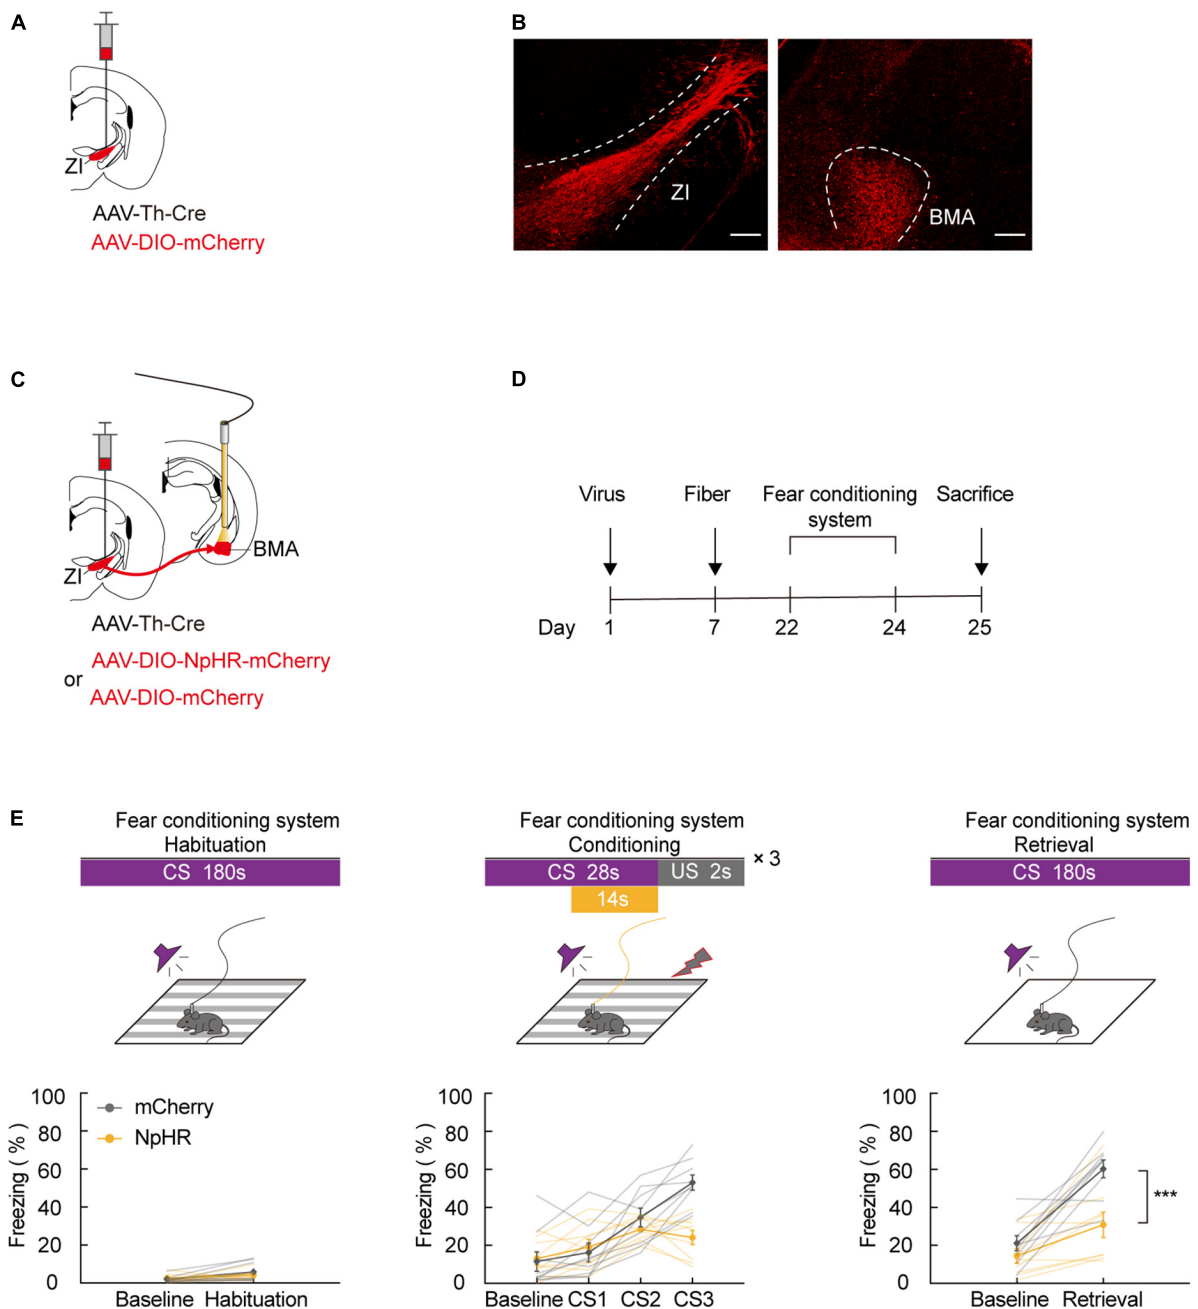 A
ZI
AAV-Th-Cre
AAV-DIO-mCherry
B
ZI
BMA
C
BMA
ZI
AAV-Th-Cre
AAV-DIO-NpHR-mCherry
or
AAV-DIO-mCherry
D
Virus Fiber Fear conditioning system Sacrifice
Day 1 7 22 24 25
E
Fear conditioning system
Habituation
CS 180s
Fear conditioning system
Conditioning
CS 28s US 2s × 3
14s
Fear conditioning system
Retrieval
CS 180s
Freezing ( % )
100
80
60
40
20
0
mCherry
NpHR
Baseline Habituation
Freezing ( % )
100
80
60
40
20
0
Baseline CS1 CS2 CS3
Freezing ( % )
100
80
60
40
20
0
***
Baseline Retrieval